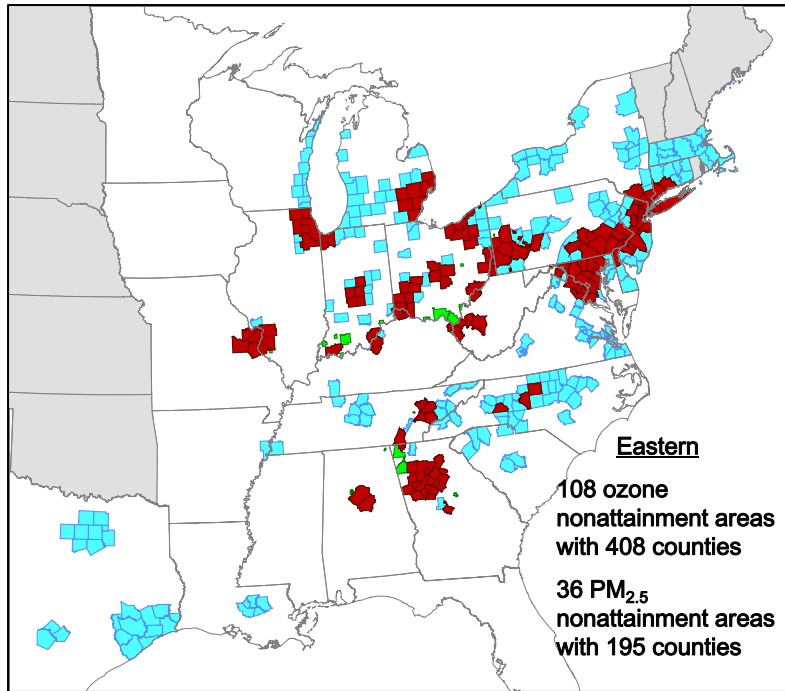 Eastern
108 ozone
nonattainment areas
with 408 counties
36 PM₂.₅
nonattainment areas
with 195 counties